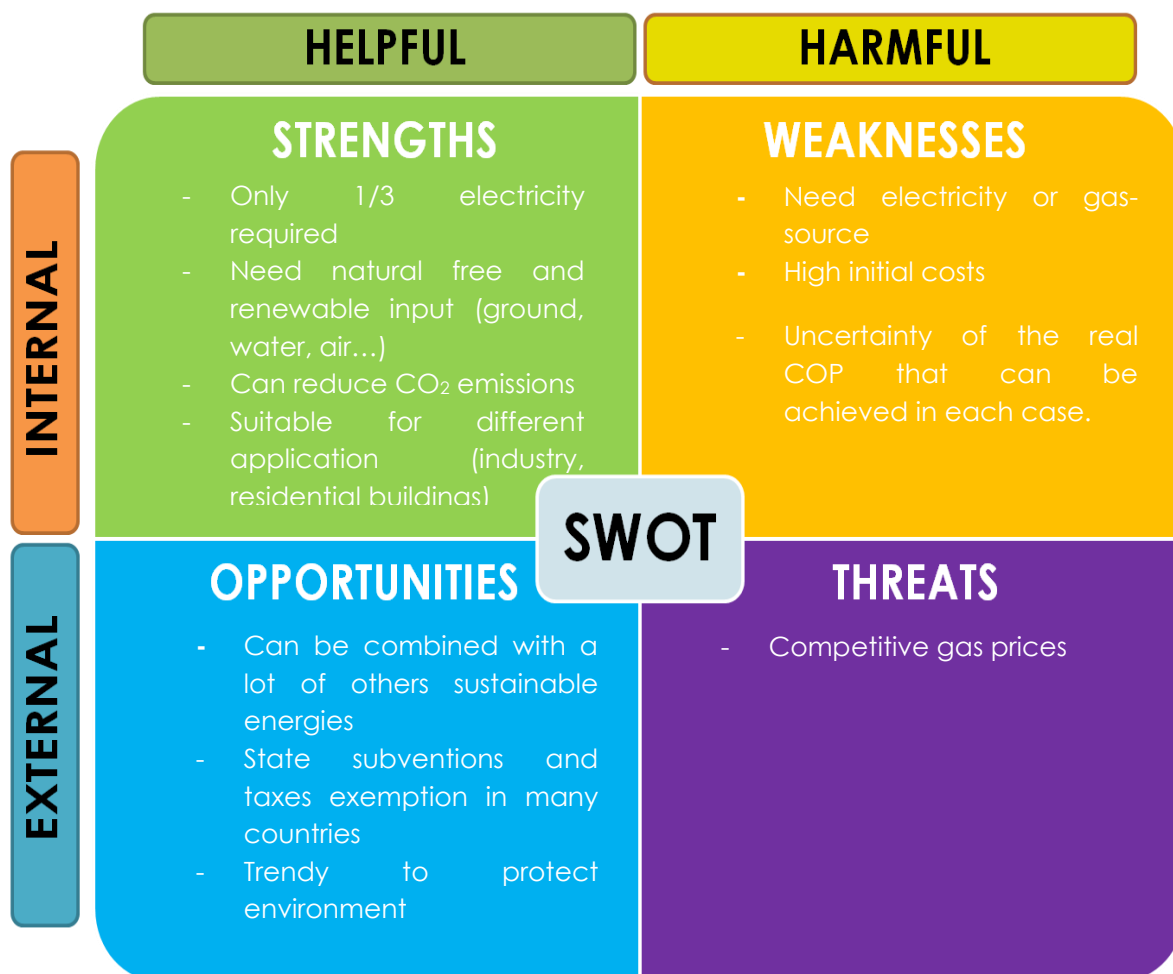 HELPFUL
HARMFUL
INTERNAL
STRENGTHS
- Only 1/3 electricity
required
- Need natural free and
renewable input (ground,
water, air…)
- Can reduce CO₂ emissions
- Suitable for different
application (industry,
residential buildings)
WEAKNESSES
- Need electricity or gas-
source
- High initial costs
- Uncertainty of the real
COP that can be
achieved in each case.
SWOT
EXTERNAL
OPPORTUNITIES
- Can be combined with a
lot of others sustainable
energies
- State subventions and
taxes exemption in many
countries
- Trendy to protect
environment
THREATS
- Competitive gas prices